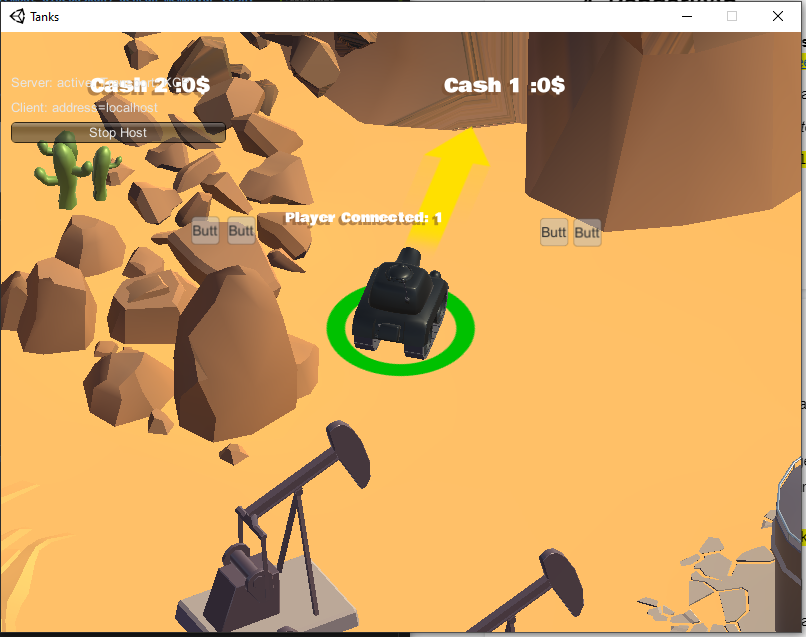 Tanks
Server: active
Cash 2 :0$
Cash 1 :0$
Client: address=localhost
Stop Host
Player Connected: 1
Butt
Butt
Butt
Butt